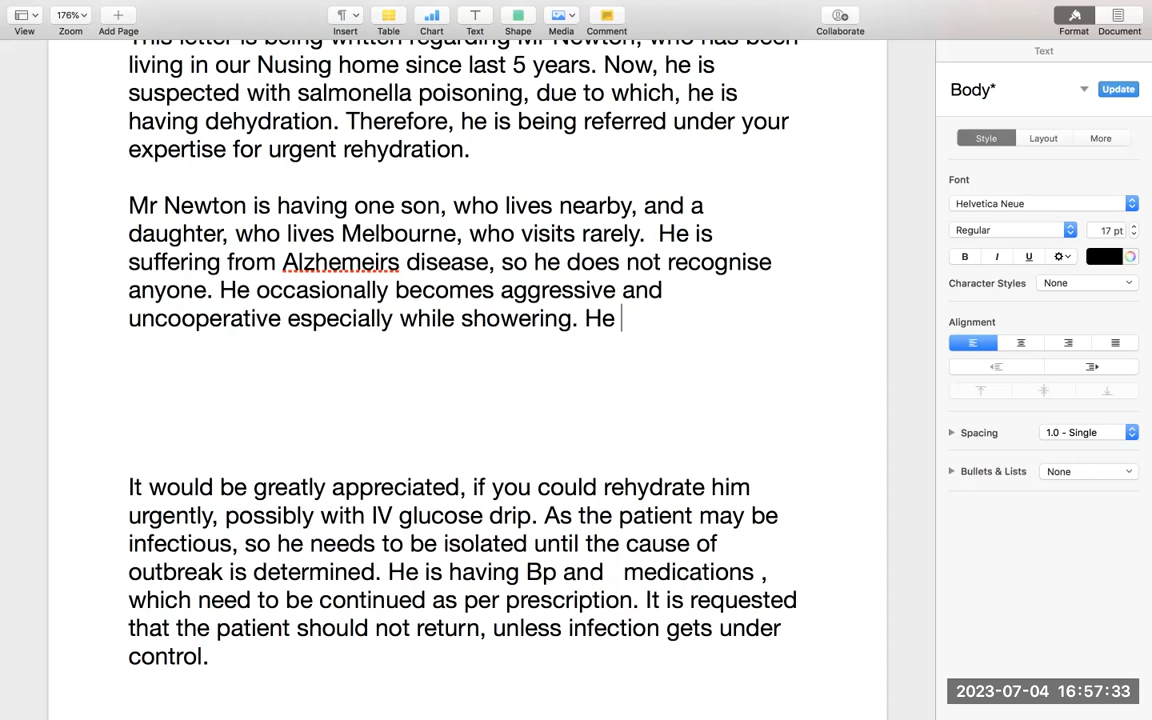 176%
View
Zoom
Add Page
Insert
Table
Chart
Text
Shape
Media
Comment
Collaborate
Format
Document
This letter is being written regarding Mr Newton, who has been
living in our Nusing home since last 5 years. Now, he is
suspected with salmonella poisoning, due to which, he is
having dehydration. Therefore, he is being referred under your
expertise for urgent rehydration.
Mr Newton is having one son, who lives nearby, and a
daughter, who lives Melbourne, who visits rarely.  He is
suffering from Alzhemeirs disease, so he does not recognise
anyone. He occasionally becomes aggressive and
uncooperative especially while showering. He
It would be greatly appreciated, if you could rehydrate him
urgently, possibly with IV glucose drip. As the patient may be
infectious, so he needs to be isolated until the cause of
outbreak is determined. He is having Bp and   medications ,
which need to be continued as per prescription. It is requested
that the patient should not return, unless infection gets under
control.
Text
Body*
Update
Style
Layout
More
Font
Helvetica Neue
Regular
17 pt
B
I
U
Character Styles
None
Alignment
Spacing
1.0 - Single
Bullets & Lists
None
2023-07-04 16:57:33